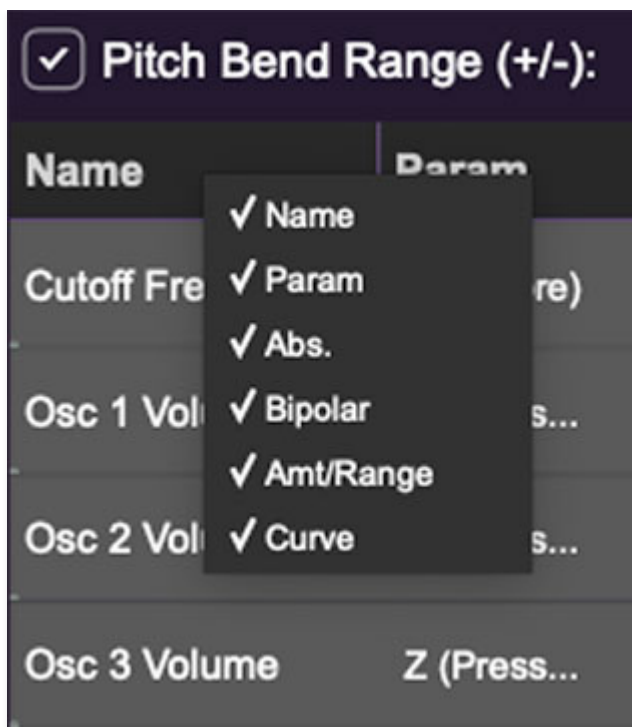 Pitch Bend Range (+/-):
Name Param
✓ Name
✓ Param
✓ Abs.
✓ Bipolar
✓ Amt/Range
✓ Curve
Cutoff Fre re)
Osc 1 Vol s...
Osc 2 Vol s...
Osc 3 Volume Z (Press...